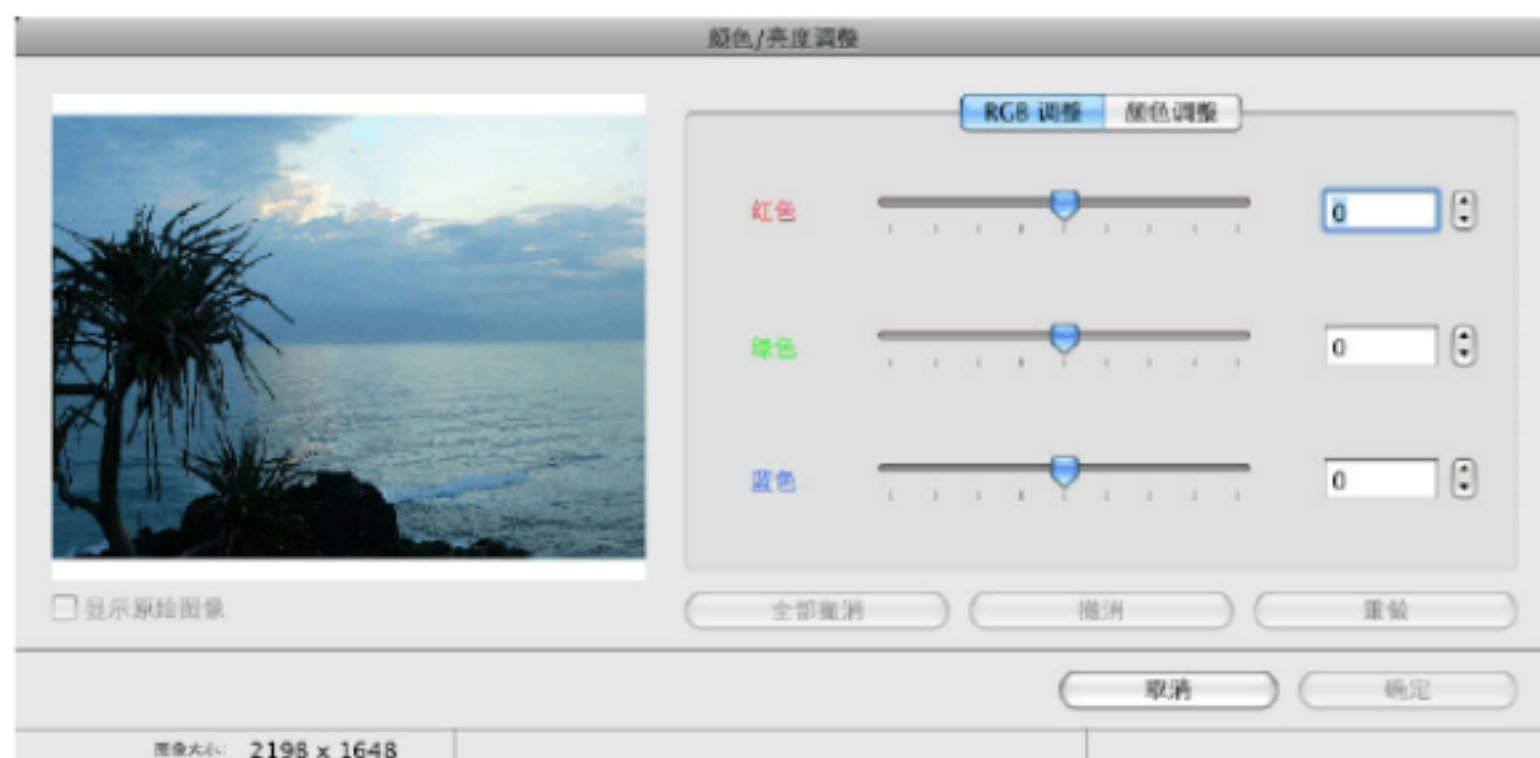 颜色/亮度调整
RGB 调整 颜色调整
红色 0
绿色 0
蓝色 0
显示原始图像
全部撤消 撤消 重做
取消 确定
图像大小: 2198 x 1648